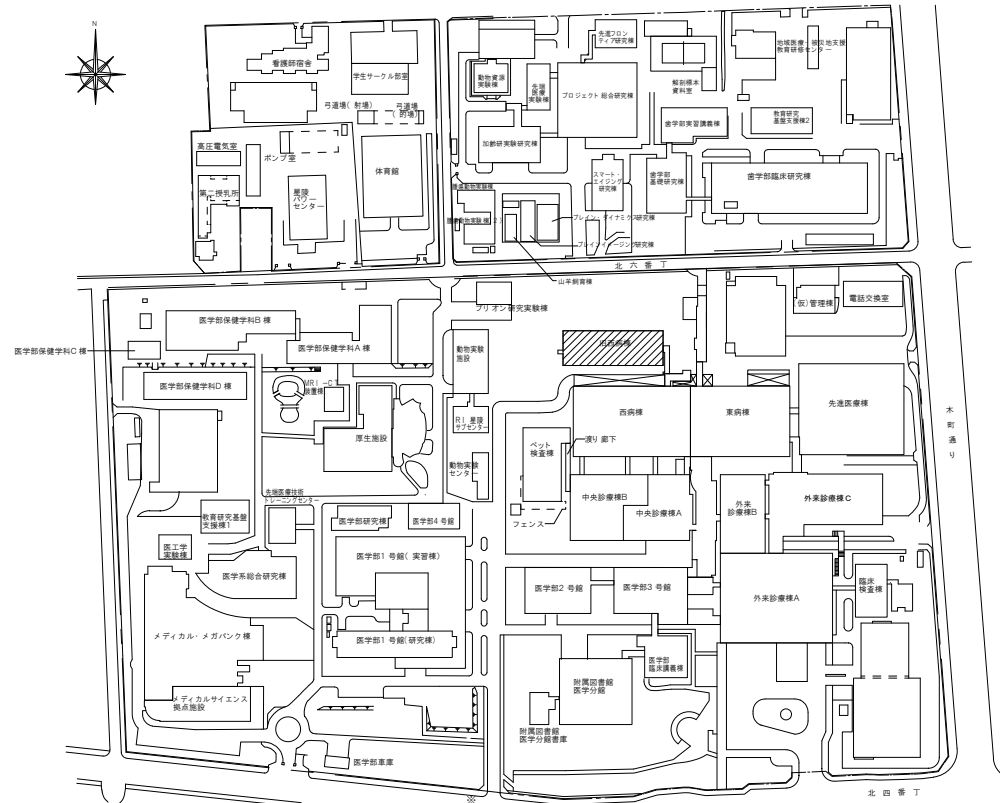 N
看護師宿舎
学生サークル部室
弓道場(射場)
弓道場
(的場)
高圧電気室
ポンプ室
体育館
第二授乳所
星陵
パワー
センター
先進フロン
ティア研究棟
地域医療・被災地支援
教育研修センター
動物資源
実験棟
先端
医療
実験棟
プロジェクト総合研究棟
解剖標本
資料室
加齢研実験研究棟
歯学部実習講義棟
教育研究
基盤支援棟2
スマート・
エイジング
研究棟
歯学部
基礎研究棟
歯学部臨床研究棟
ブレイン・ダイナミクス研究棟
ブレインイメージング研究棟
山羊飼育棟
北六番丁
プリオン研究実験棟
(仮)管理棟
電話交換室
医学部保健学科B棟
医学部保健学科A棟
医学部保健学科C棟
医学部保健学科D棟
動物実験
施設
旧西病棟
MRI-CT
装置棟
西病棟
東病棟
先進医療棟
木町通り
厚生施設
RI星陵
サブセンター
ペット
検査棟
渡り廊下
動物実験
センター
中央診療棟B
中央診療棟A
外来
診療棟B
外来診療棟C
フェンス
先端医療技術
トレーニングセンター
教育研究基盤
支援棟1
医学部研究棟
医学部4号館
医工学
実験棟
医学部1号館(実習棟)
医学系総合研究棟
医学部2号館
医学部3号館
外来診療棟A
臨床
検査棟
メディカル・メガバンク棟
医学部1号館(研究棟)
医学部
臨床講義棟
附属図書館
医学分館
メディカルサイエンス
拠点施設
附属図書館
医学分館書庫
医学部車庫
※
北四番丁